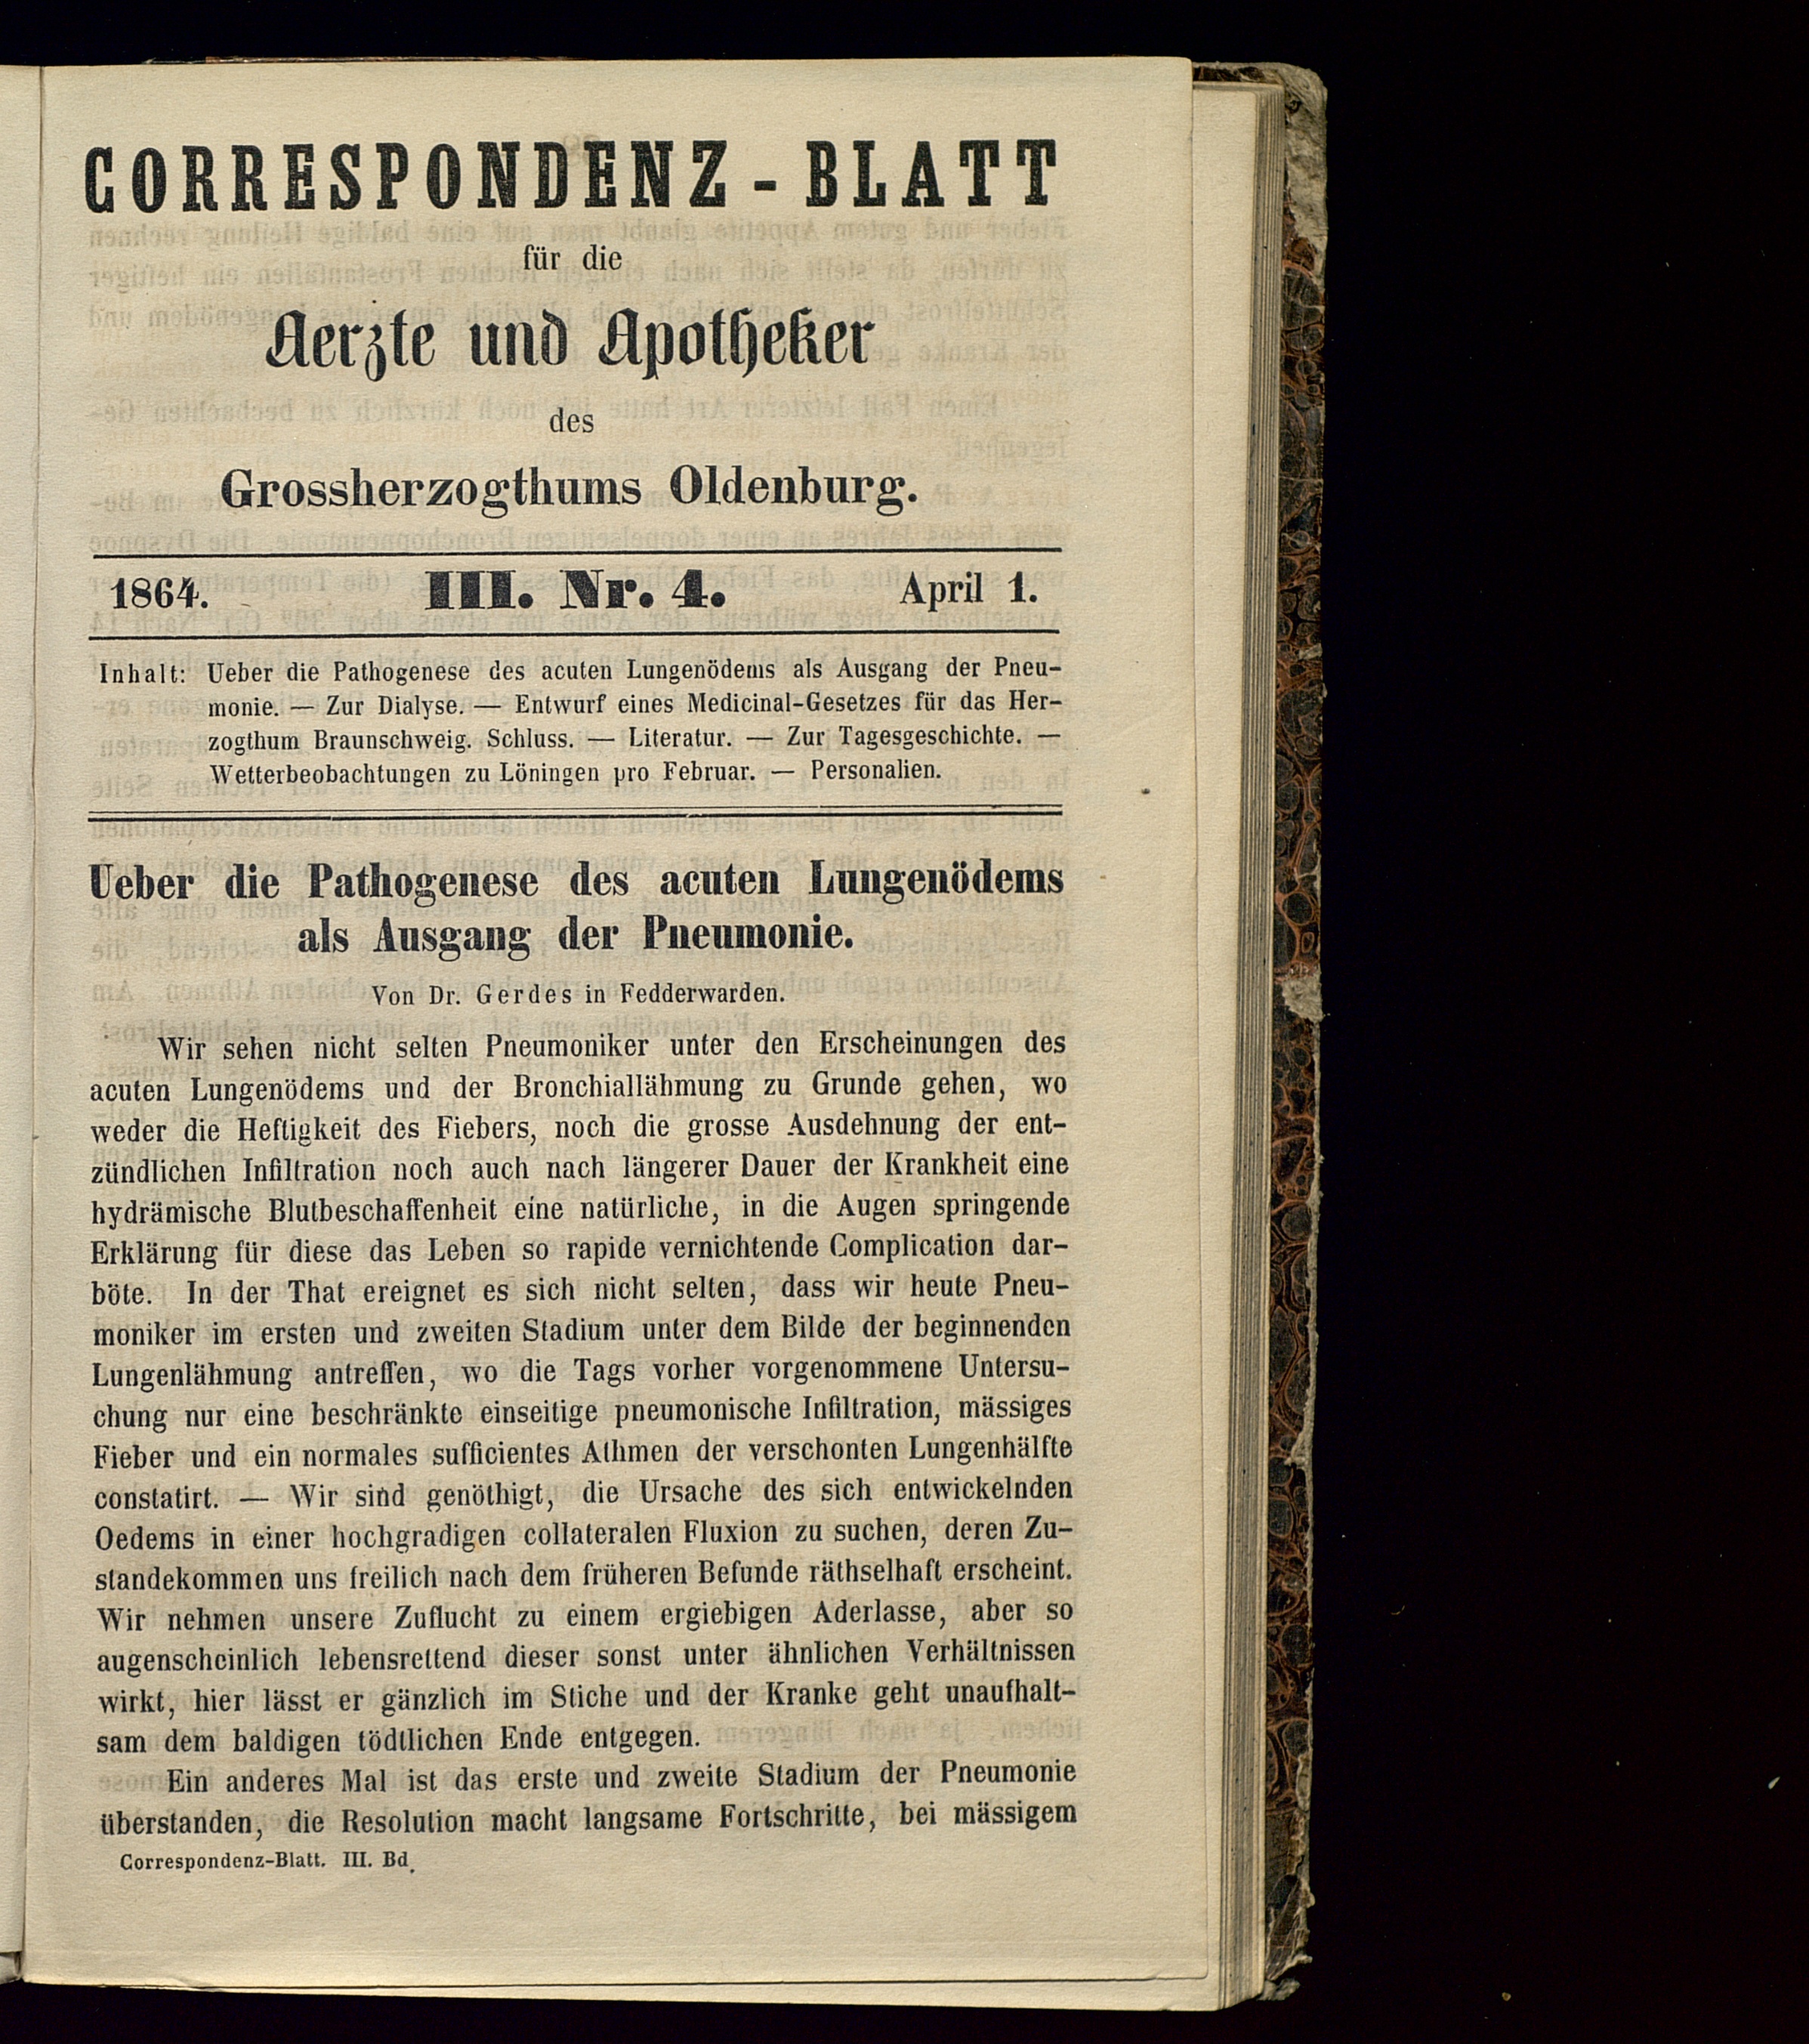 CORRESPONDENZ-BLATT
für die
Aerzte und Apotheker
des
Grossherzogthums Oldenburg.
1864. III. Nr. 4. April 1.
Inhalt: Ueber die Pathogenese des acuten Lungenödems als Ausgang der Pneu-
monie. — Zur Dialyse. — Entwurf eines Medicinal-Gesetzes für das Her-
zogthum Braunschweig. Schluss. — Literatur. — Zur Tagesgeschichte. —
Wetterbeobachtungen zu Löningen pro Februar. — Personalien.
Ueber die Pathogenese des acuten Lungenödems
als Ausgang der Pneumonie.
Von Dr. Gerdes in Fedderwarden.
Wir sehen nicht selten Pneumoniker unter den Erscheinungen des
acuten Lungenödems und der Bronchiallähmung zu Grunde gehen, wo
weder die Heftigkeit des Fiebers, noch die grosse Ausdehnung der ent-
zündlichen Infiltration noch auch nach längerer Dauer der Krankheit eine
hydrämische Blutbeschaffenheit eine natürliche, in die Augen springende
Erklärung für diese das Leben so rapide vernichtende Complication dar-
böte. In der That ereignet es sich nicht selten, dass wir heute Pneu-
moniker im ersten und zweiten Stadium unter dem Bilde der beginnenden
Lungenlähmung antreffen, wo die Tags vorher vorgenommene Untersu-
chung nur eine beschränkte einseitige pneumonische Infiltration, mässiges
Fieber und ein normales sufficientes Athmen der verschonten Lungenhälfte
constatirt. — Wir sind genöthigt, die Ursache des sich entwickelnden
Oedems in einer hochgradigen collateralen Fluxion zu suchen, deren Zu-
standekommen uns freilich nach dem früheren Befunde räthselhaft erscheint.
Wir nehmen unsere Zuflucht zu einem ergiebigen Aderlasse, aber so
augenscheinlich lebensrettend dieser sonst unter ähnlichen Verhältnissen
wirkt, hier lässt er gänzlich im Stiche und der Kranke geht unaufhalt-
sam dem baldigen tödtlichen Ende entgegen.
Ein anderes Mal ist das erste und zweite Stadium der Pneumonie
überstanden, die Resolution macht langsame Fortschritte, bei mässigem
Correspondenz-Blatt. III. Bd.